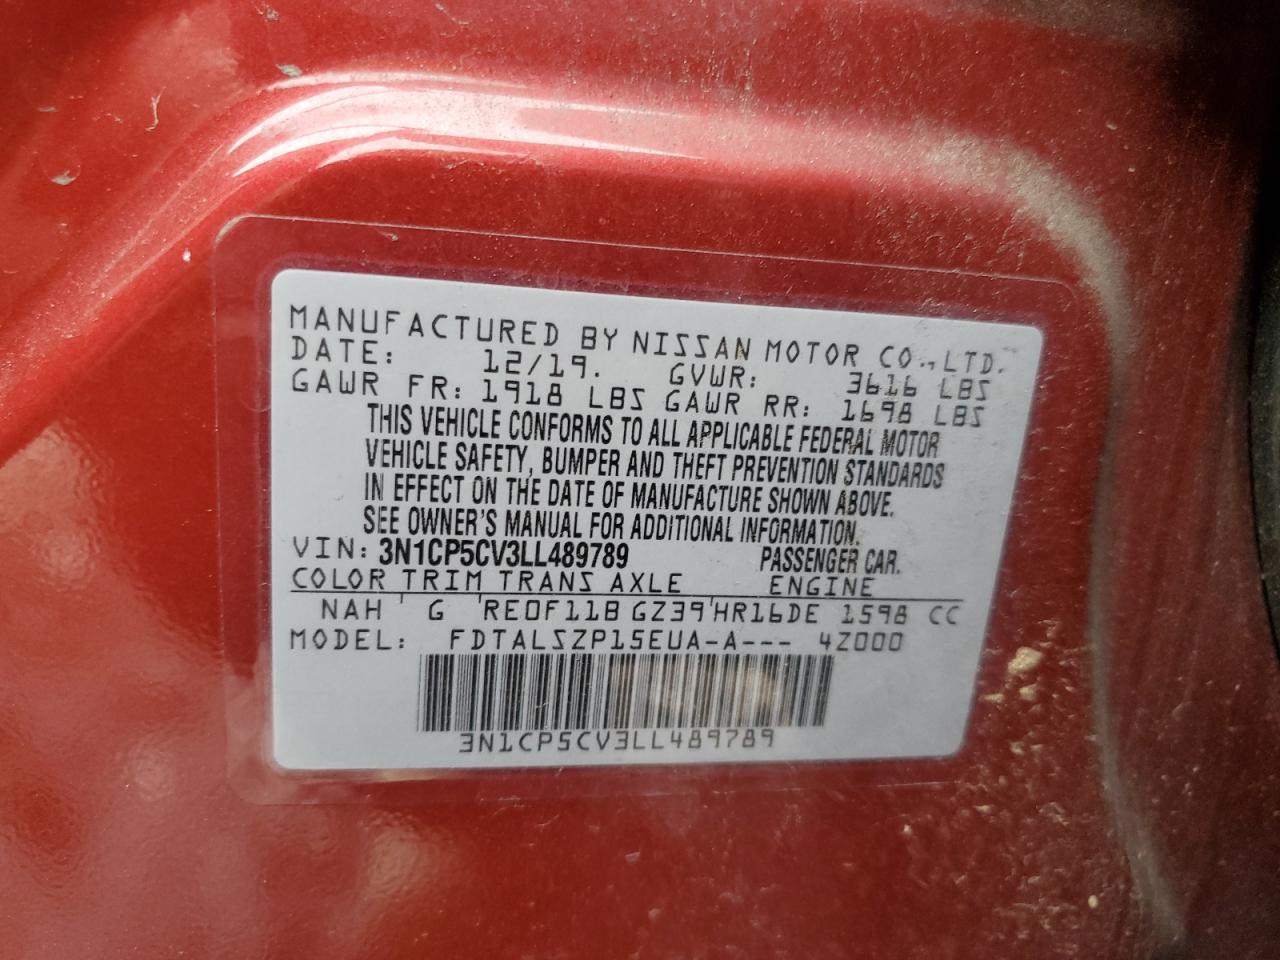 MANUFACTURED BY NISSAN MOTOR CO.,LTD.
DATE: 12/19. GVWR: 3616 LBS
GAWR FR: 1918 LBS GAWR RR: 1698 LBS
THIS VEHICLE CONFORMS TO ALL APPLICABLE FEDERAL MOTOR
VEHICLE SAFETY, BUMPER AND THEFT PREVENTION STANDARDS
IN EFFECT ON THE DATE OF MANUFACTURE SHOWN ABOVE.
SEE OWNER'S MANUAL FOR ADDITIONAL INFORMATION.
VIN: 3N1CP5CV3LL489789 PASSENGER CAR.
COLOR TRIM TRANS AXLE ENGINE
NAH ' G ' RE0F11B GZ39'HR16DE 1598 CC
MODEL: FDTALSZP15EUA-A--- 4Z000
3N1CP5CV3LL489789